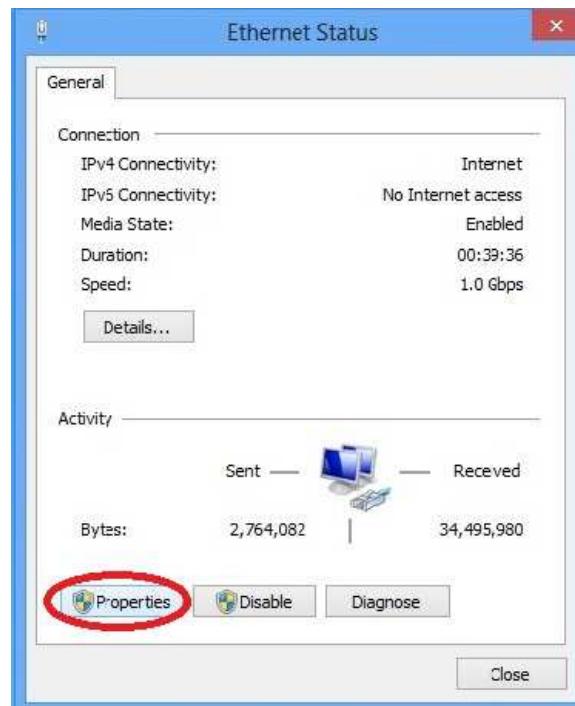 Ethernet Status
General
Connection
IPv4 Connectivity: Internet
IPv6 Connectivity: No Internet access
Media State: Enabled
Duration: 00:39:36
Speed: 1.0 Gbps
Details...
Activity
Sent Received
Bytes: 2,764,082 34,495,980
Properties Disable Diagnose
Close